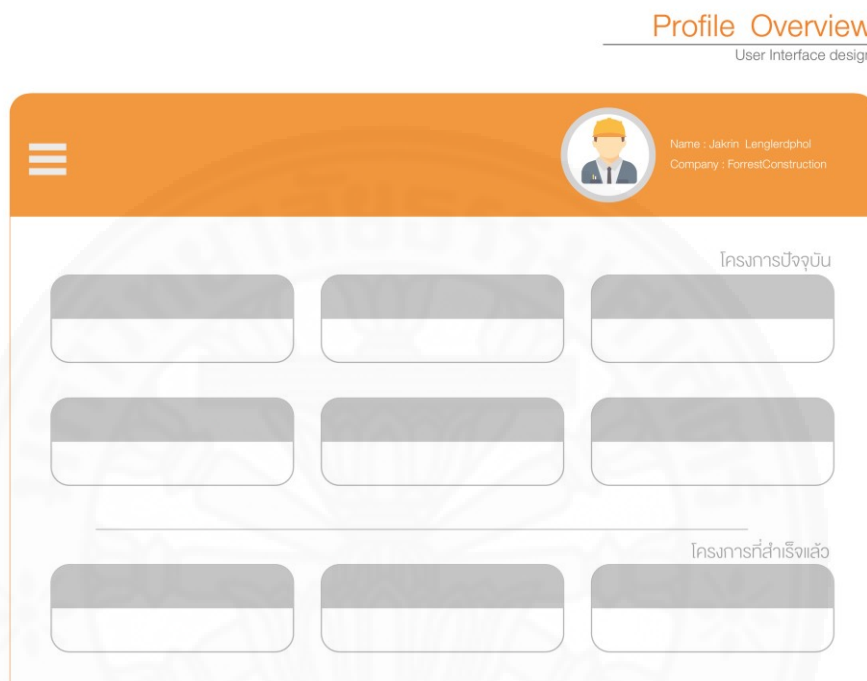 Profile Overview
User Interface design
Name : Jakrin Lenglerdphol
Company : ForrestConstruction
โครงการปัจจุบัน
โครงการที่สำเร็จแล้ว